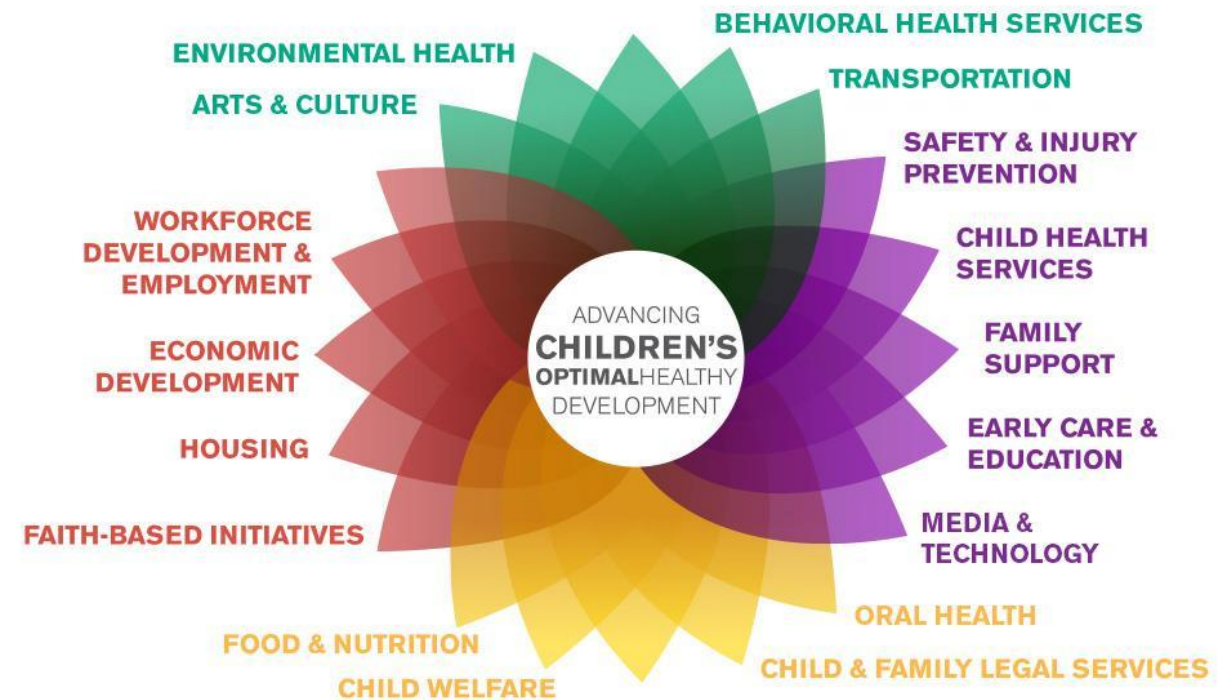 BEHAVIORAL HEALTH SERVICES
ENVIRONMENTAL HEALTH
TRANSPORTATION
ARTS & CULTURE
SAFETY & INJURY
PREVENTION
WORKFORCE
DEVELOPMENT &
EMPLOYMENT
CHILD HEALTH
SERVICES
ADVANCING
CHILDREN'S
OPTIMALHEALTHY
DEVELOPMENT
FAMILY
SUPPORT
ECONOMIC
DEVELOPMENT
EARLY CARE &
EDUCATION
HOUSING
MEDIA &
TECHNOLOGY
FAITH-BASED INITIATIVES
ORAL HEALTH
FOOD & NUTRITION
CHILD & FAMILY LEGAL SERVICES
CHILD WELFARE